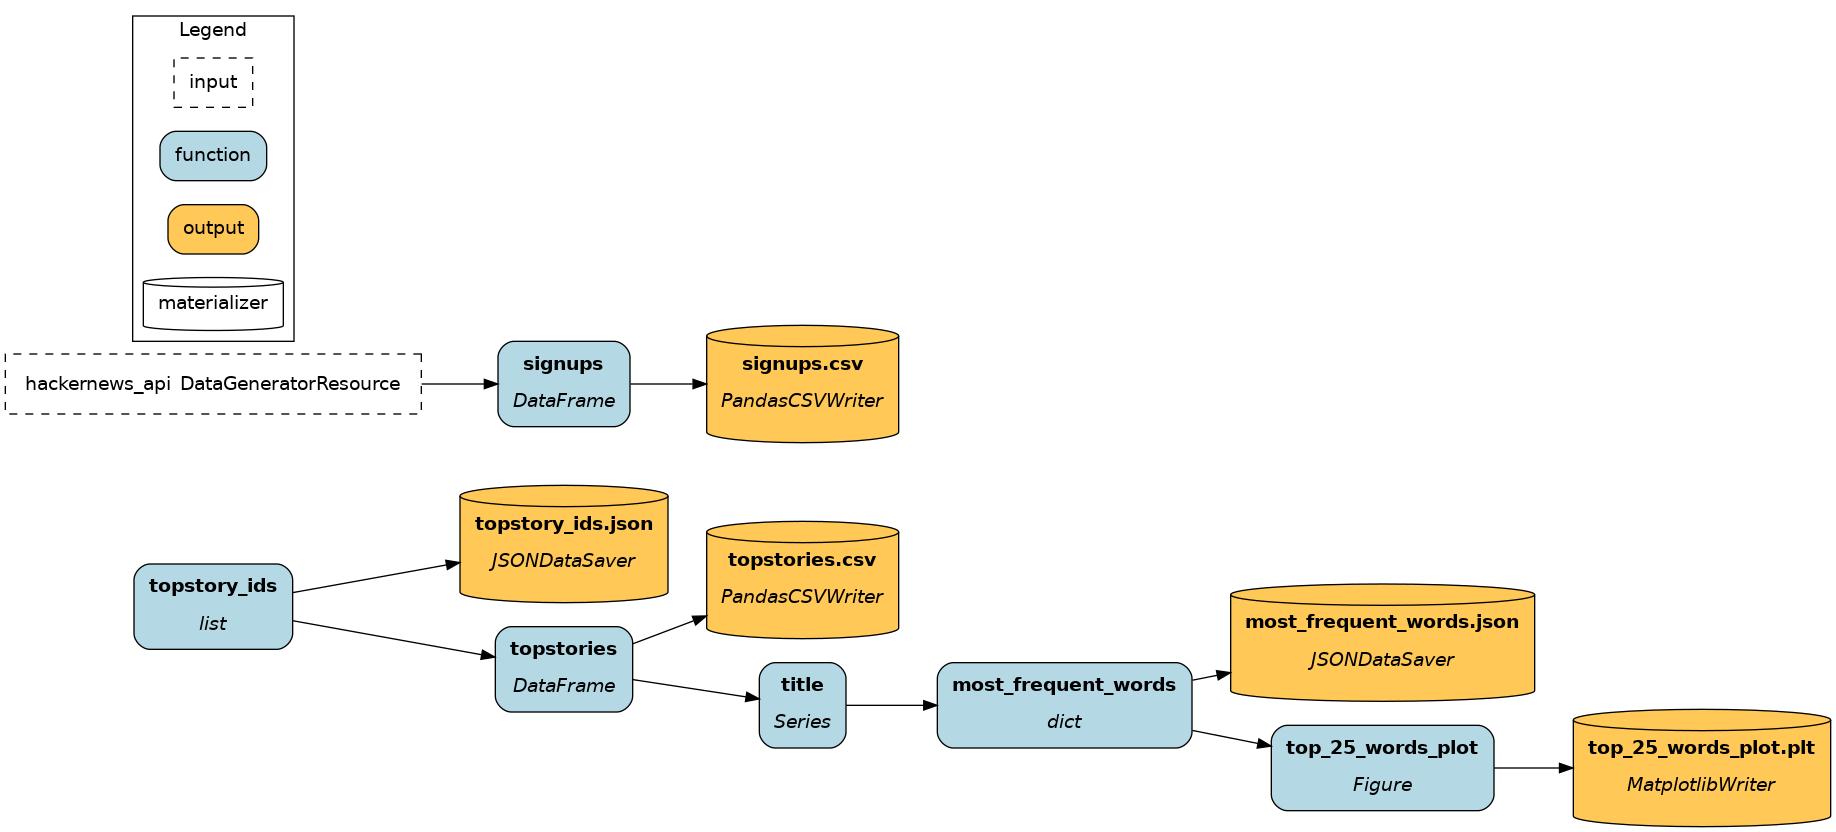 Legend
input
function
output
materializer
hackernews_api DataGeneratorResource
signups
DataFrame
signups.csv
PandasCSVWriter
topstory_ids
list
topstory_ids.json
JSONDataSaver
topstories
DataFrame
topstories.csv
PandasCSVWriter
title
Series
most_frequent_words
dict
most_frequent_words.json
JSONDataSaver
top_25_words_plot
Figure
top_25_words_plot.plt
MatplotlibWriter